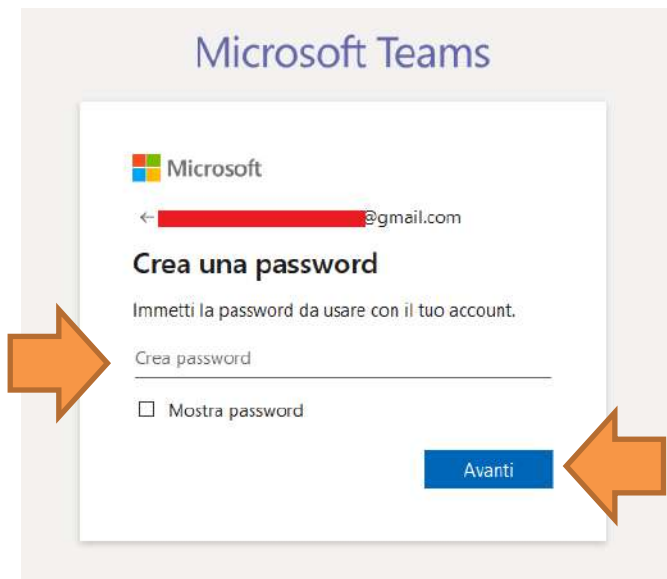 Microsoft Teams
Microsoft
← @gmail.com
Crea una password
Immetti la password da usare con il tuo account.
Crea password
Mostra password
Avanti